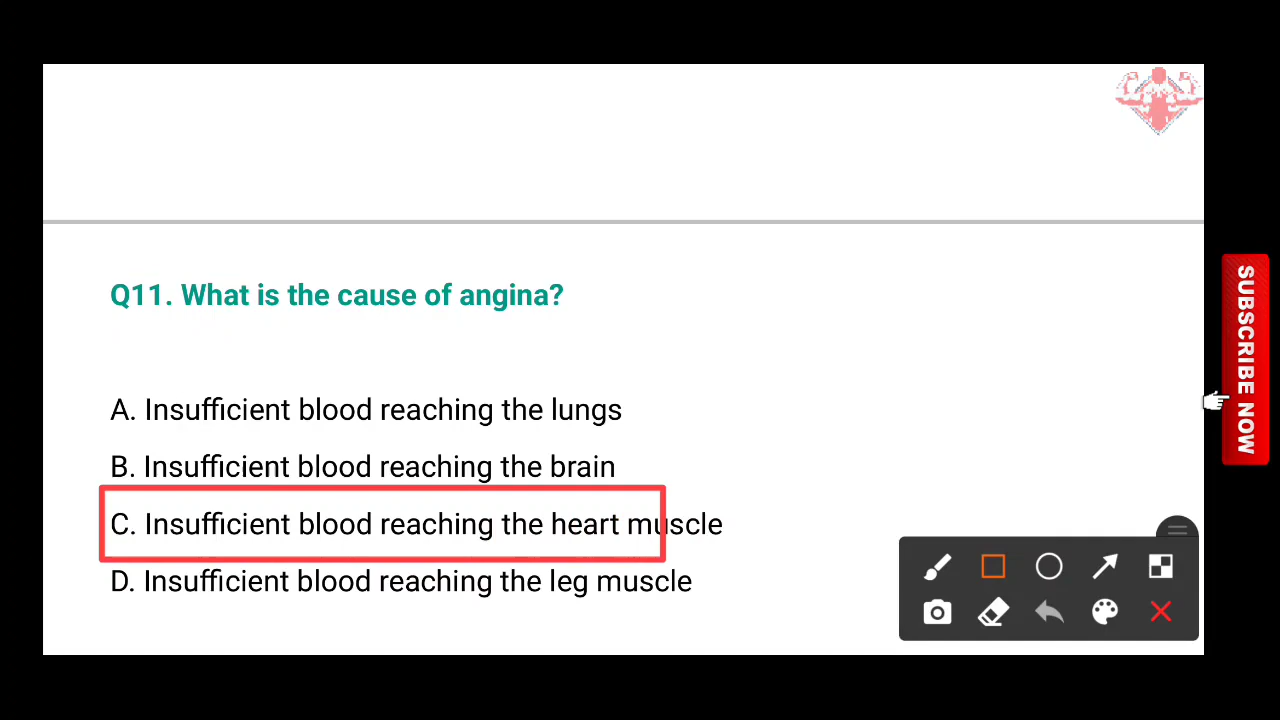 Q11. What is the cause of angina?
A. Insufficient blood reaching the lungs
B. Insufficient blood reaching the brain
C. Insufficient blood reaching the heart muscle
D. Insufficient blood reaching the leg muscle
SUBSCRIBE NOW